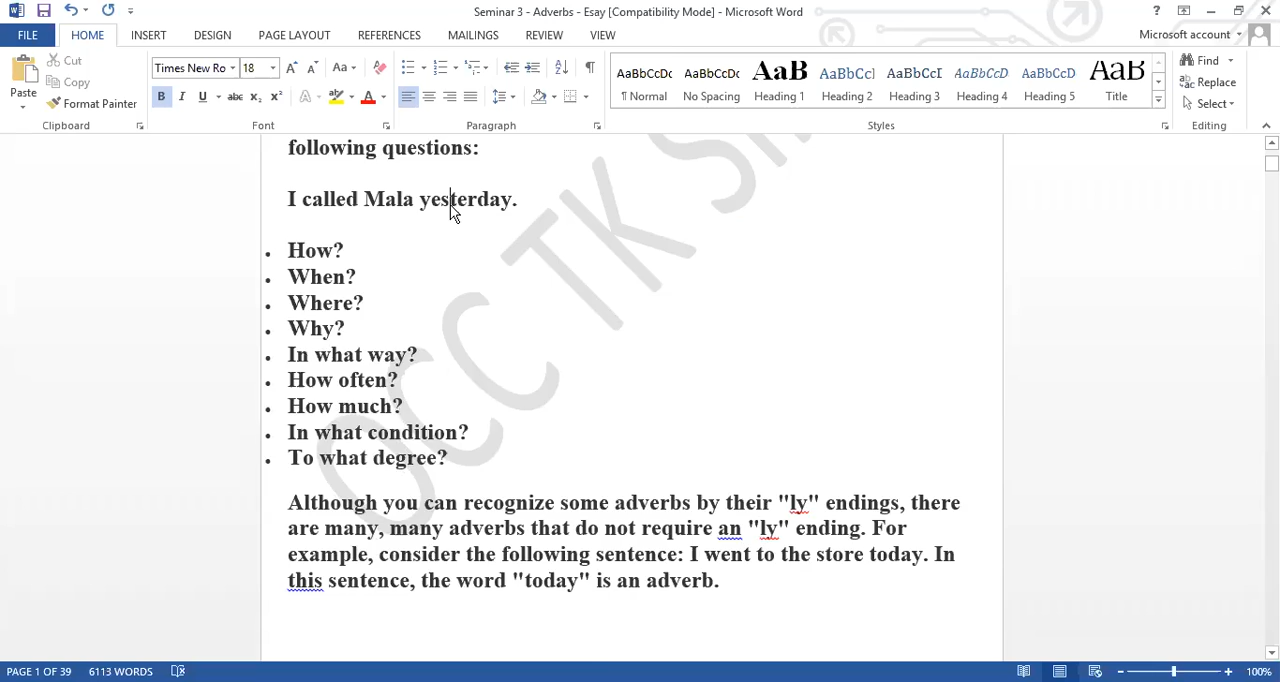 Seminar 3 - Adverbs - Esay [Compatibility Mode] - Microsoft Word
FILE HOME INSERT DESIGN PAGE LAYOUT REFERENCES MAILINGS REVIEW VIEW Microsoft account
Paste Cut Copy Format Painter
Times New Ro 18
AaBbCcDc AaBbCcDc AaB AaBbCcl AaBbCcI AaBbCcD AaBbCcD AaB
¶ Normal No Spacing Heading 1 Heading 2 Heading 3 Heading 4 Heading 5 Title
Find Replace Select
Clipboard Font Paragraph Styles Editing
following questions:
I called Mala yesterday.
• How?
• When?
• Where?
• Why?
• In what way?
• How often?
• How much?
• In what condition?
• To what degree?
Although you can recognize some adverbs by their "ly" endings, there
are many, many adverbs that do not require an "ly" ending. For
example, consider the following sentence: I went to the store today. In
this sentence, the word "today" is an adverb.
OCC TK
PAGE 1 OF 39 6113 WORDS 100%